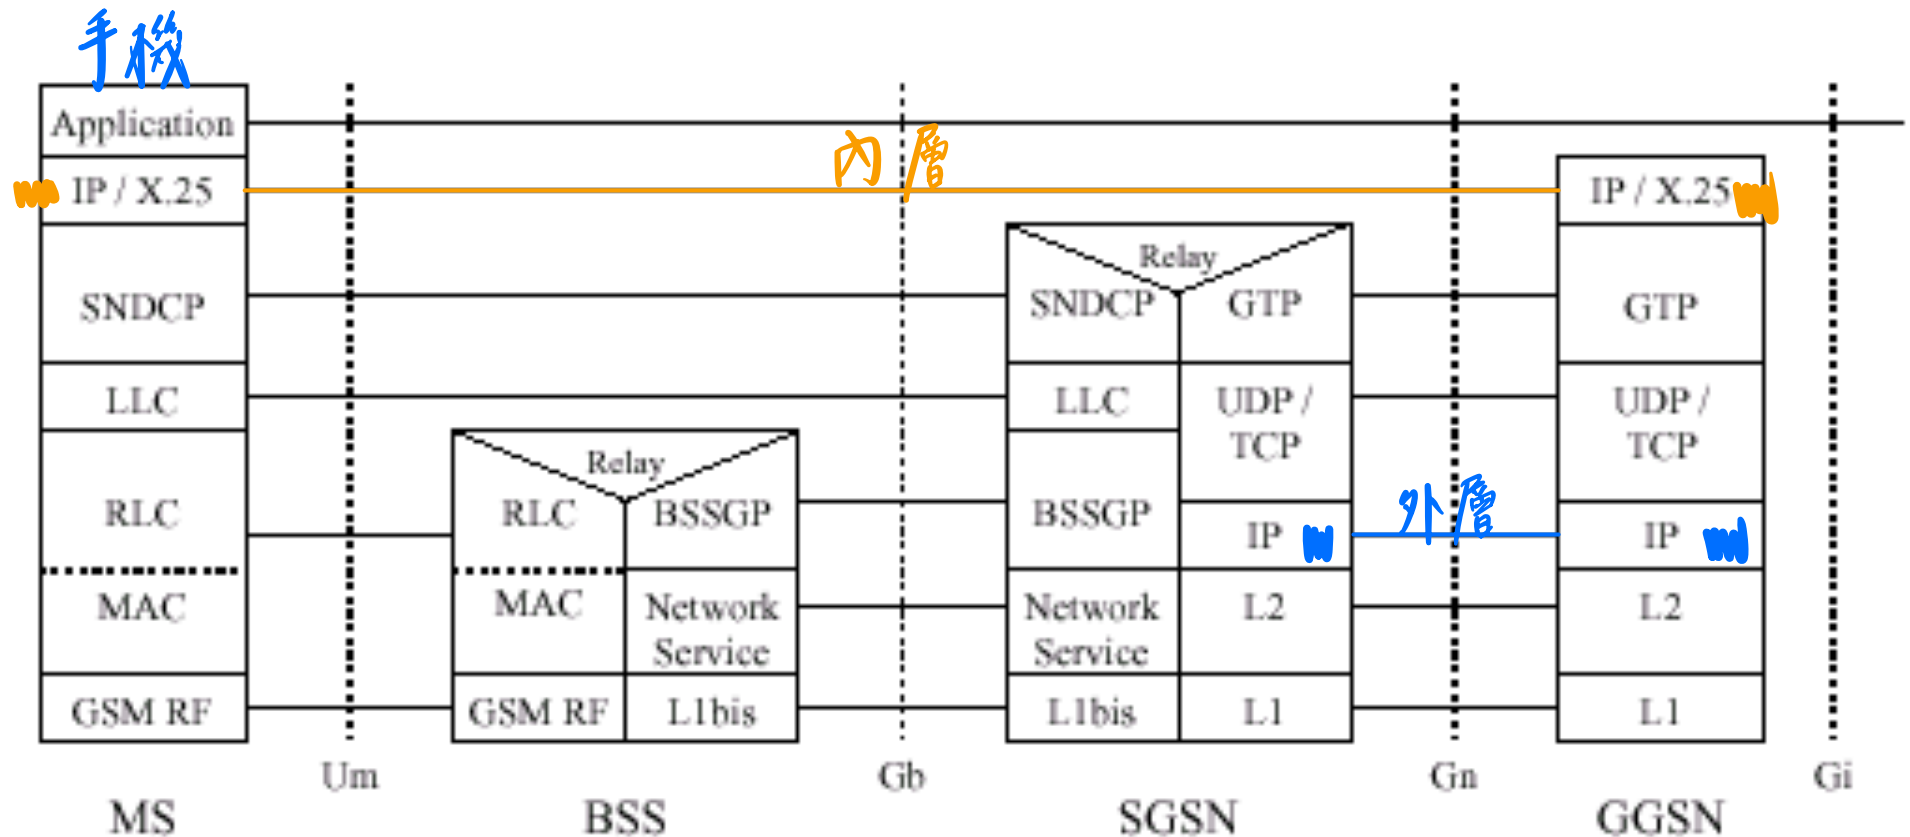 手機
Application
內層
IP / X.25
IP / X.25
Relay
SNDCP
SNDCP
GTP
GTP
LLC
LLC
UDP /
TCP
UDP /
TCP
Relay
RLC
RLC
BSSGP
BSSGP
外層
IP
IP
MAC
MAC
Network
Service
Network
Service
L2
L2
GSM RF
GSM RF
L1bis
L1bis
L1
L1
Um
Gb
Gn
Gi
MS
BSS
SGSN
GGSN